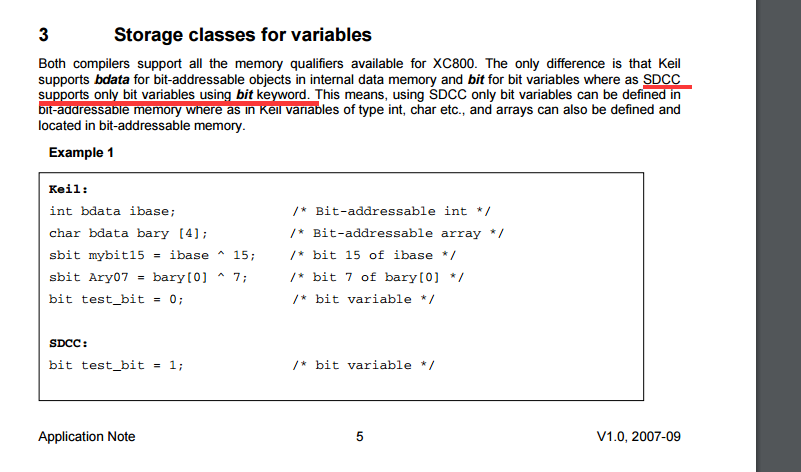 3 Storage classes for variables
Both compilers support all the memory qualifiers available for XC800. The only difference is that Keil
supports bdata for bit-addressable objects in internal data memory and bit for bit variables where as SDCC
supports only bit variables using bit keyword. This means, using SDCC only bit variables can be defined in
bit-addressable memory where as in Keil variables of type int, char etc., and arrays can also be defined and
located in bit-addressable memory.
Example 1
Keil:
int bdata ibase; /* Bit-addressable int */
char bdata bary [4]; /* Bit-addressable array */
sbit mybit15 = ibase ^ 15; /* bit 15 of ibase */
sbit Ary07 = bary[0] ^ 7; /* bit 7 of bary[0] */
bit test_bit = 0; /* bit variable */
SDCC:
bit test_bit = 1; /* bit variable */
Application Note 5 V1.0, 2007-09